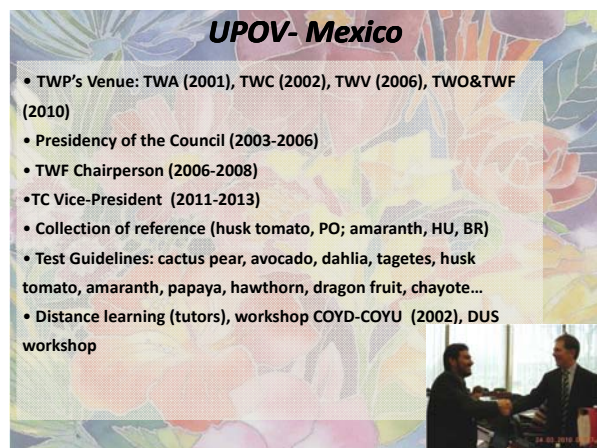 UPOV- Mexico
• TWP's Venue: TWA (2001), TWC (2002), TWV (2006), TWO&TWF
(2010)
• Presidency of the Council (2003-2006)
• TWF Chairperson (2006-2008)
•TC Vice-President (2011-2013)
• Collection of reference (husk tomato, PO; amaranth, HU, BR)
• Test Guidelines: cactus pear, avocado, dahlia, tagetes, husk
tomato, amaranth, papaya, hawthorn, dragon fruit, chayote…
• Distance learning (tutors), workshop COYD-COYU (2002), DUS
workshop